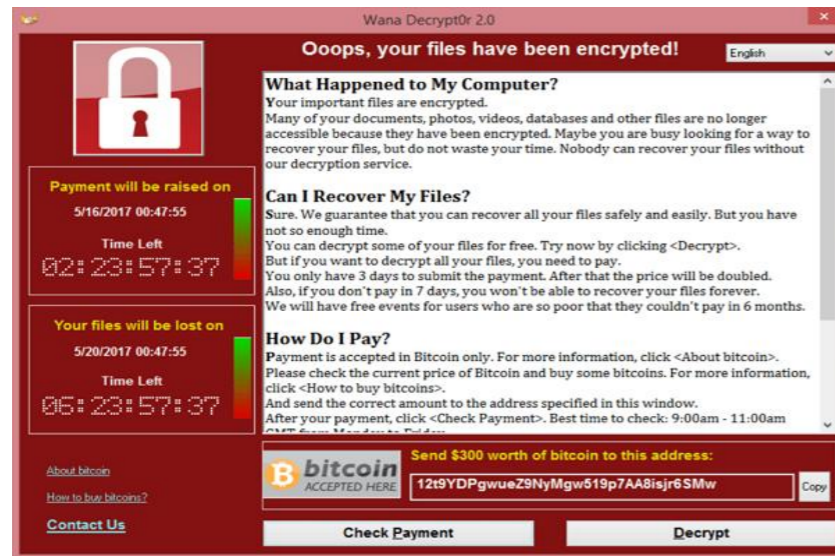 Wana Decrypt0r 2.0
Ooops, your files have been encrypted!
English
What Happened to My Computer?
Your important files are encrypted.
Many of your documents, photos, videos, databases and other files are no longer
accessible because they have been encrypted. Maybe you are busy looking for a way to
recover your files, but do not waste your time. Nobody can recover your files without
our decryption service.
Can I Recover My Files?
Sure. We guarantee that you can recover all your files safely and easily. But you have
not so enough time.
You can decrypt some of your files for free. Try now by clicking <Decrypt>.
But if you want to decrypt all your files, you need to pay.
You only have 3 days to submit the payment. After that the price will be doubled.
Also, if you don't pay in 7 days, you won't be able to recover your files forever.
We will have free events for users who are so poor that they couldn't pay in 6 months.
How Do I Pay?
Payment is accepted in Bitcoin only. For more information, click <About bitcoin>.
Please check the current price of Bitcoin and buy some bitcoins. For more information,
click <How to buy bitcoins>.
And send the correct amount to the address specified in this window.
After your payment, click <Check Payment>. Best time to check: 9:00am - 11:00am
GMT from Monday to Friday
Payment will be raised on
5/16/2017 00:47:55
Time Left
02:23:57:37
Your files will be lost on
5/20/2017 00:47:55
Time Left
06:23:57:37
About bitcoin
How to buy bitcoins?
Contact Us
bitcoin
ACCEPTED HERE
Send $300 worth of bitcoin to this address:
12t9YDPgwueZ9NyMgw519p7AA8isjr6SMw
Copy
Check Payment
Decrypt